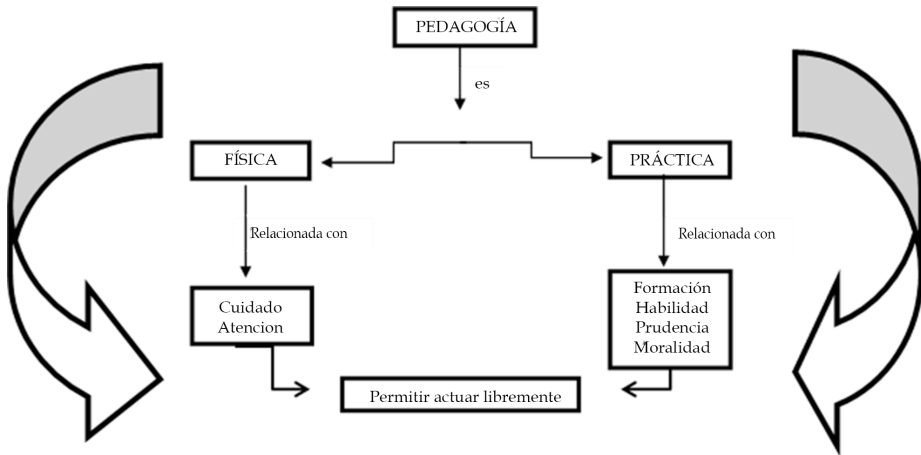 PEDAGOGÍA
es
FÍSICA
PRÁCTICA
Relacionada con
Relacionada con
Cuidado
Atencion
Formación
Habilidad
Prudencia
Moralidad
Permitir actuar libremente